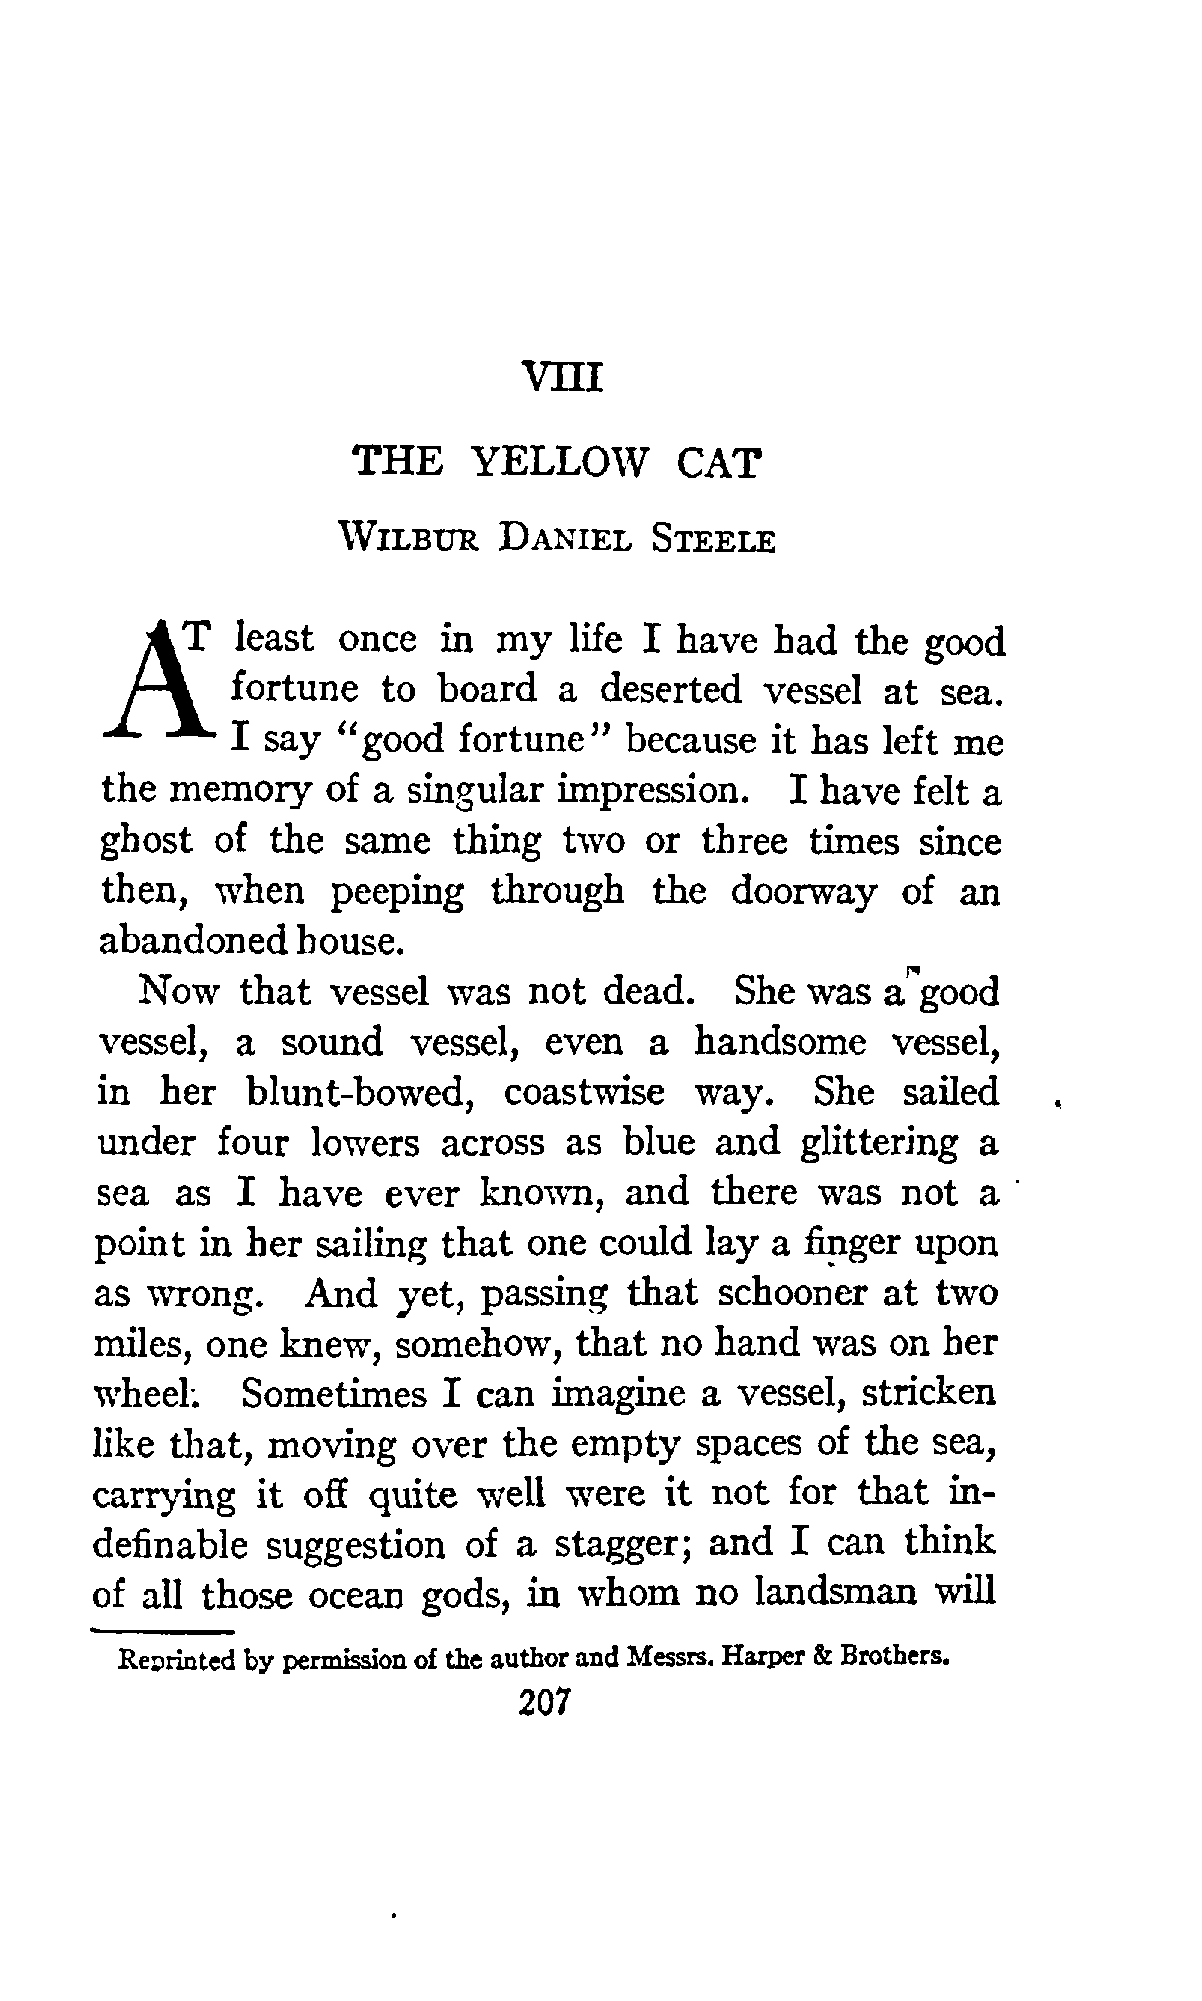 VIII
THE YELLOW CAT
WILBUR DANIEL STEELE
AT least once in my life I have had the good
fortune to board a deserted vessel at sea.
I say "good fortune" because it has left me
the memory of a singular impression. I have felt a
ghost of the same thing two or three times since
then, when peeping through the doorway of an
abandoned house.
Now that vessel was not dead. She was a good
vessel, a sound vessel, even a handsome vessel,
in her blunt-bowed, coastwise way. She sailed
under four lowers across as blue and glittering a
sea as I have ever known, and there was not a
point in her sailing that one could lay a finger upon
as wrong. And yet, passing that schooner at two
miles, one knew, somehow, that no hand was on her
wheel. Sometimes I can imagine a vessel, stricken
like that, moving over the empty spaces of the sea,
carrying it off quite well were it not for that in-
definable suggestion of a stagger; and I can think
of all those ocean gods, in whom no landsman will
Reprinted by permission of the author and Messrs. Harper & Brothers.
207